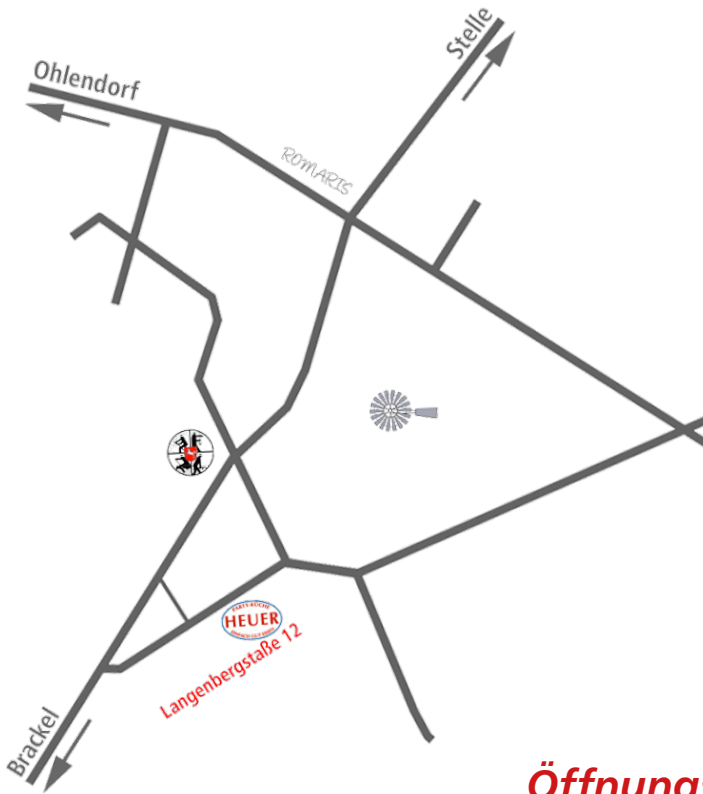 Stelle
Ohlendorf
ROMARIS
PARTY-KÜCHE
HEUER
Langenbergstaße 12
Brackel